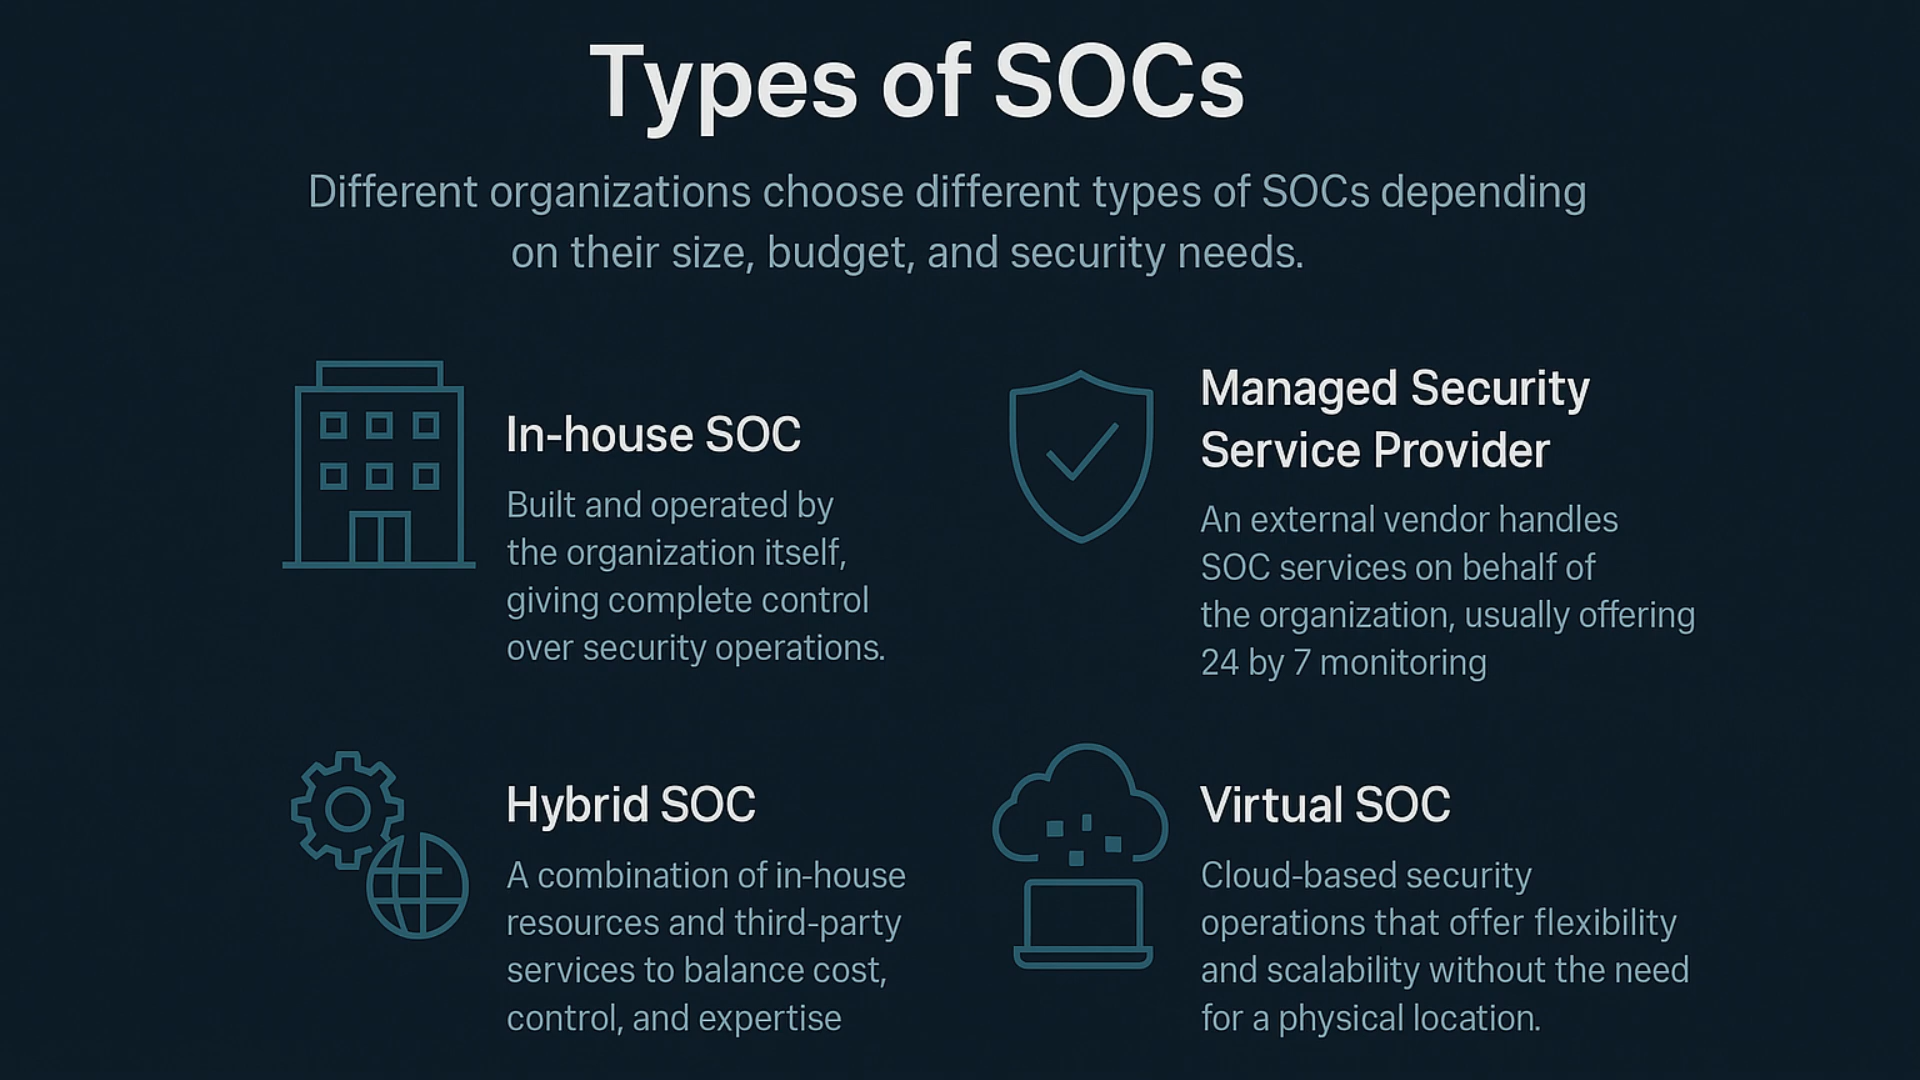 Types of SOCs
Different organizations choose different types of SOCs depending
on their size, budget, and security needs.
In-house SOC
Built and operated by
the organization itself,
giving complete control
over security operations.
Managed Security
Service Provider
An external vendor handles
SOC services on behalf of
the organization, usually offering
24 by 7 monitoring
Hybrid SOC
A combination of in-house
resources and third-party
services to balance cost,
control, and expertise
Virtual SOC
Cloud-based security
operations that offer flexibility
and scalability without the need
for a physical location.